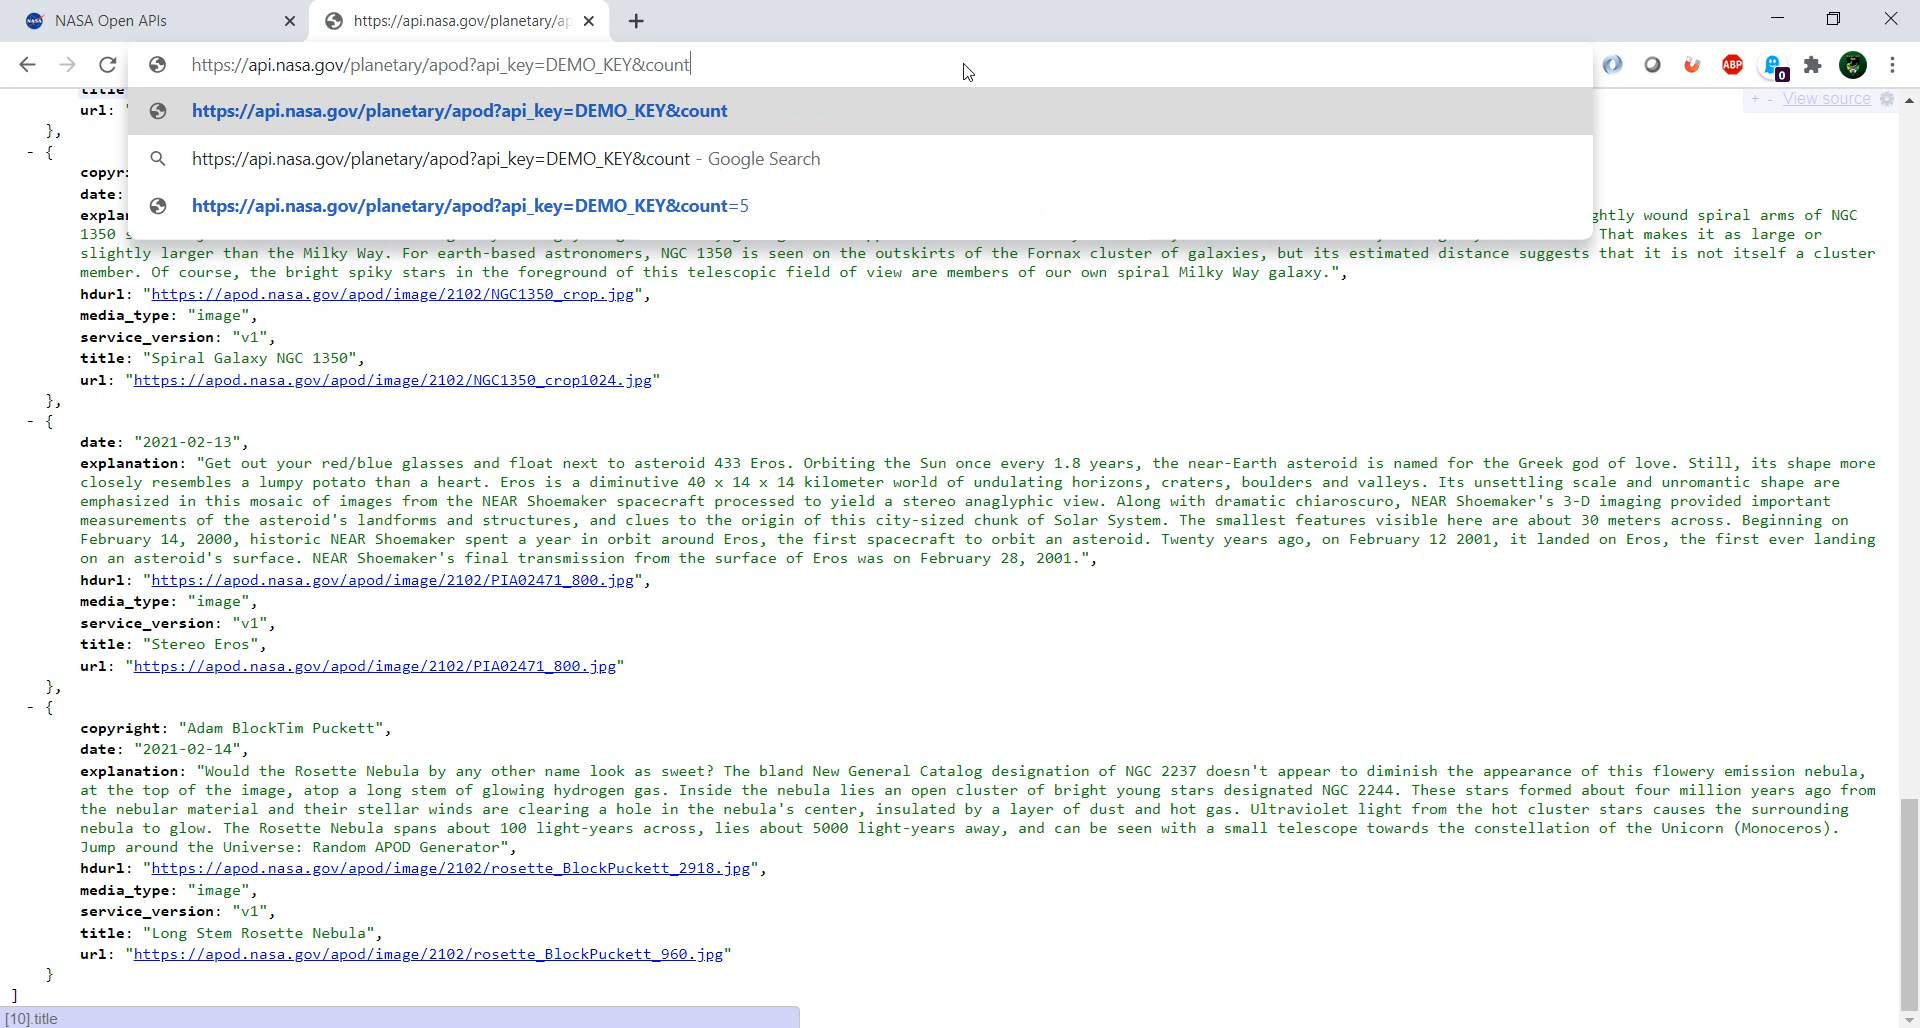 NASA Open APIs
https://api.nasa.gov/planetary/ap
https://api.nasa.gov/planetary/apod?api_key=DEMO_KEY&count
ABP
0
https://api.nasa.gov/planetary/apod?api_key=DEMO_KEY&count
https://api.nasa.gov/planetary/apod?api_key=DEMO_KEY&count - Google Search
https://api.nasa.gov/planetary/apod?api_key=DEMO_KEY&count=5
+ - View source
url: "
},
- {
copyr
date:
expla ghtly wound spiral arms of NGC
1350 That makes it as large or
slightly larger than the Milky Way. For earth-based astronomers, NGC 1350 is seen on the outskirts of the Fornax cluster of galaxies, but its estimated distance suggests that it is not itself a cluster
member. Of course, the bright spiky stars in the foreground of this telescopic field of view are members of our own spiral Milky Way galaxy.",
hdurl: "https://apod.nasa.gov/apod/image/2102/NGC1350_crop.jpg",
media_type: "image",
service_version: "v1",
title: "Spiral Galaxy NGC 1350",
url: "https://apod.nasa.gov/apod/image/2102/NGC1350_crop1024.jpg"
},
- {
date: "2021-02-13",
explanation: "Get out your red/blue glasses and float next to asteroid 433 Eros. Orbiting the Sun once every 1.8 years, the near-Earth asteroid is named for the Greek god of love. Still, its shape more
closely resembles a lumpy potato than a heart. Eros is a diminutive 40 x 14 x 14 kilometer world of undulating horizons, craters, boulders and valleys. Its unsettling scale and unromantic shape are
emphasized in this mosaic of images from the NEAR Shoemaker spacecraft processed to yield a stereo anaglyphic view. Along with dramatic chiaroscuro, NEAR Shoemaker's 3-D imaging provided important
measurements of the asteroid's landforms and structures, and clues to the origin of this city-sized chunk of Solar System. The smallest features visible here are about 30 meters across. Beginning on
February 14, 2000, historic NEAR Shoemaker spent a year in orbit around Eros, the first spacecraft to orbit an asteroid. Twenty years ago, on February 12 2001, it landed on Eros, the first ever landing
on an asteroid's surface. NEAR Shoemaker's final transmission from the surface of Eros was on February 28, 2001.",
hdurl: "https://apod.nasa.gov/apod/image/2102/PIA02471_800.jpg",
media_type: "image",
service_version: "v1",
title: "Stereo Eros",
url: "https://apod.nasa.gov/apod/image/2102/PIA02471_800.jpg"
},
- {
copyright: "Adam BlockTim Puckett",
date: "2021-02-14",
explanation: "Would the Rosette Nebula by any other name look as sweet? The bland New General Catalog designation of NGC 2237 doesn't appear to diminish the appearance of this flowery emission nebula,
at the top of the image, atop a long stem of glowing hydrogen gas. Inside the nebula lies an open cluster of bright young stars designated NGC 2244. These stars formed about four million years ago from
the nebular material and their stellar winds are clearing a hole in the nebula's center, insulated by a layer of dust and hot gas. Ultraviolet light from the hot cluster stars causes the surrounding
nebula to glow. The Rosette Nebula spans about 100 light-years across, lies about 5000 light-years away, and can be seen with a small telescope towards the constellation of the Unicorn (Monoceros).
Jump around the Universe: Random APOD Generator",
hdurl: "https://apod.nasa.gov/apod/image/2102/rosette_BlockPuckett_2918.jpg",
media_type: "image",
service_version: "v1",
title: "Long Stem Rosette Nebula",
url: "https://apod.nasa.gov/apod/image/2102/rosette_BlockPuckett_960.jpg"
}
]
[10].title